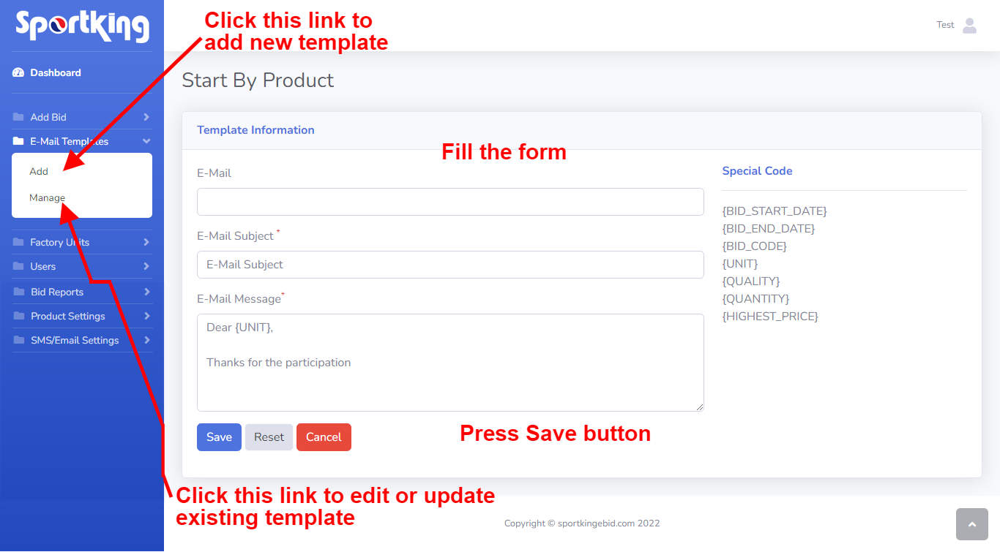 Sportking
Click this link to
add new template
Test
Dashboard
Start By Product
Add Bid
E-Mail Templates
Add
Manage
Factory Units
Users
Bid Reports
Product Settings
SMS/Email Settings
Template Information
Fill the form
E-Mail
E-Mail Subject *
E-Mail Subject
E-Mail Message*
Dear {UNIT},
Thanks for the participation
Special Code
{BID_START_DATE}
{BID_END_DATE}
{BID_CODE}
{UNIT}
{QUALITY}
{QUANTITY}
{HIGHEST_PRICE}
Save
Reset
Cancel
Press Save button
Click this link to edit or update
existing template
Copyright © sportkingebid.com 2022